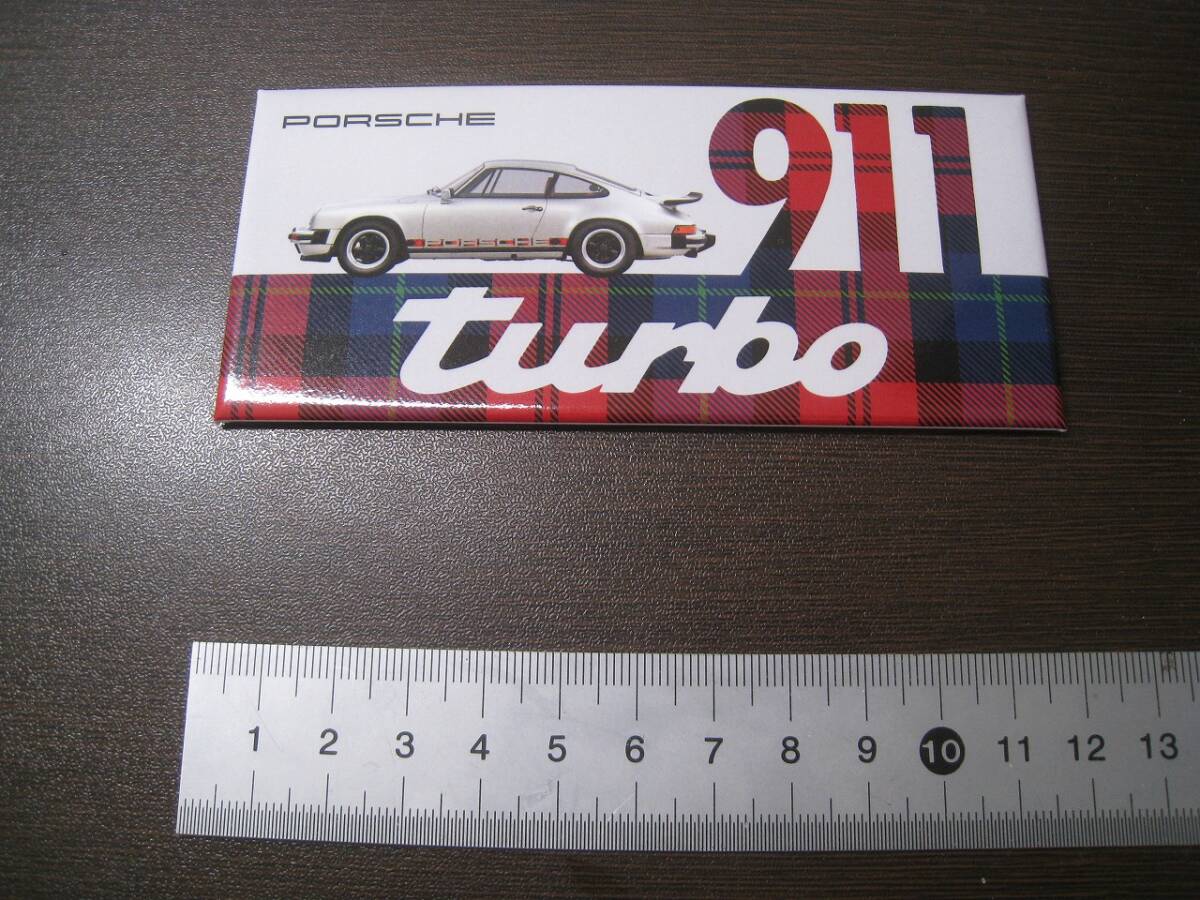 PORSCHE
911
PORSCHE
turbo
1 2 3 4 5 6 7 8 9 10 11 12 13